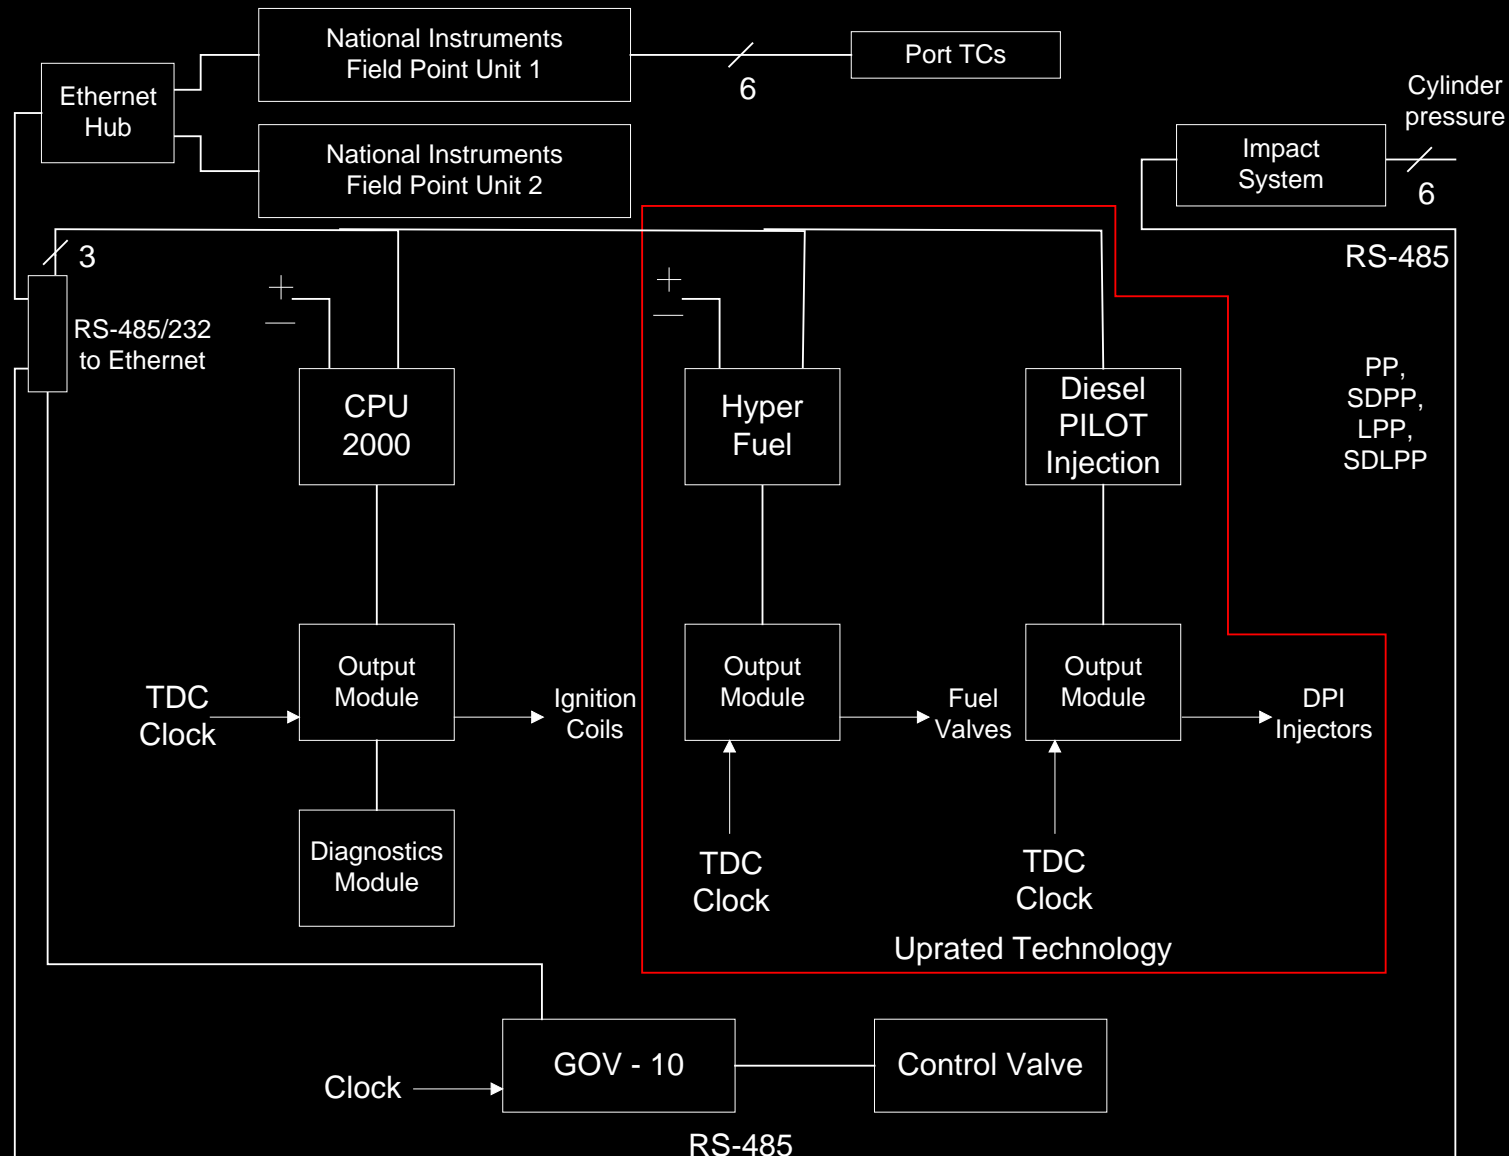 National Instruments
Field Point Unit 1
6
Port TCs
Ethernet
Hub
National Instruments
Field Point Unit 2
Cylinder
pressure
Impact
System
6
RS-485
3
RS-485/232
to Ethernet
+
—
CPU
2000
+
—
Hyper
Fuel
Diesel
PILOT
Injection
PP,
SDPP,
LPP,
SDLPP
TDC
Clock
Output
Module
Ignition
Coils
Output
Module
Fuel
Valves
Output
Module
DPI
Injectors
Diagnostics
Module
TDC
Clock
TDC
Clock
Uprated Technology
Clock
GOV - 10
Control Valve
RS-485